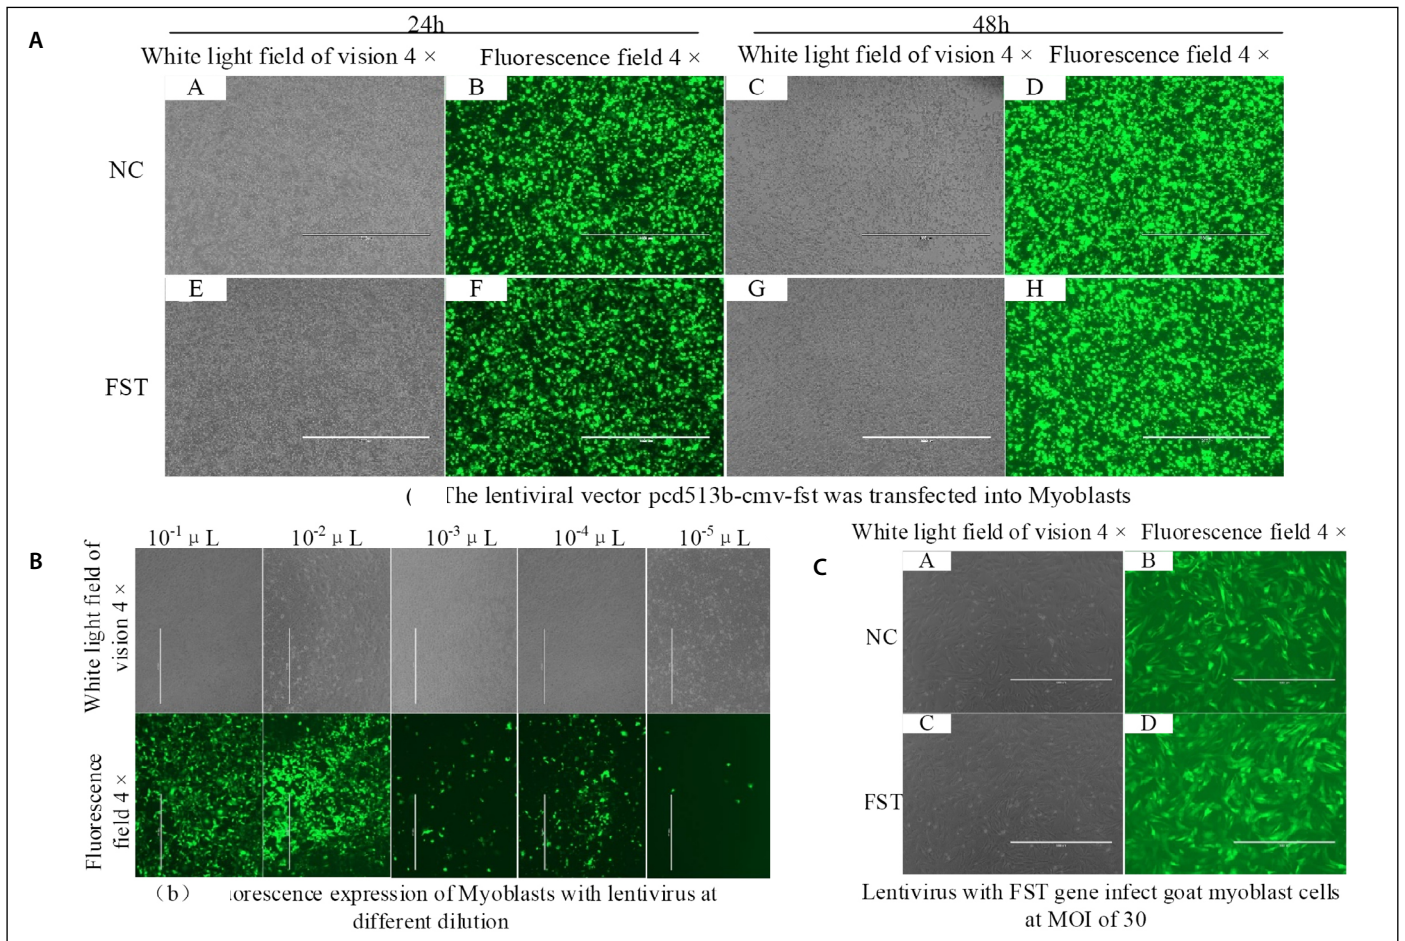 A
24h
48h
White light field of vision 4 ×
Fluorescence field 4 ×
White light field of vision 4 ×
Fluorescence field 4 ×
A
B
C
D
NC
E
F
G
H
FST
( The lentiviral vector pcd513b-cmv-fst was transfected into Myoblasts
B
10-1 μ L
10-2 μ L
10-3 μ L
10-4 μ L
10-5 μ L
White light field of
vision 4 ×
Fluorescence
field 4 ×
(b) orescence expression of Myoblasts with lentivirus at
different dilution
C
White light field of vision 4 ×
Fluorescence field 4 ×
A
B
NC
C
D
FST
Lentivirus with FST gene infect goat myoblast cells
at MOI of 30